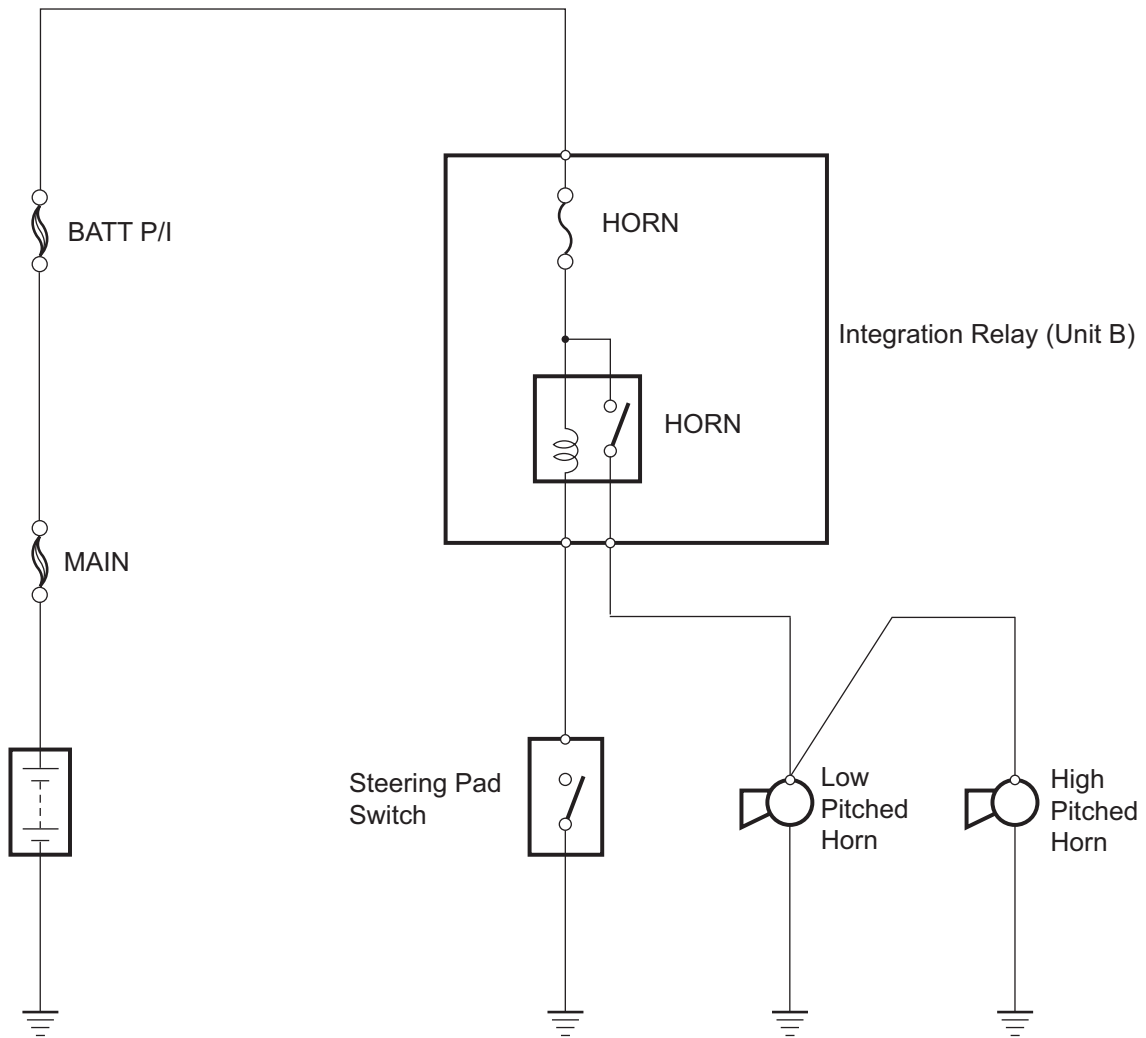 BATT P/I
HORN
Integration Relay (Unit B)
HORN
MAIN
Steering Pad
Switch
Low
Pitched
Horn
High
Pitched
Horn